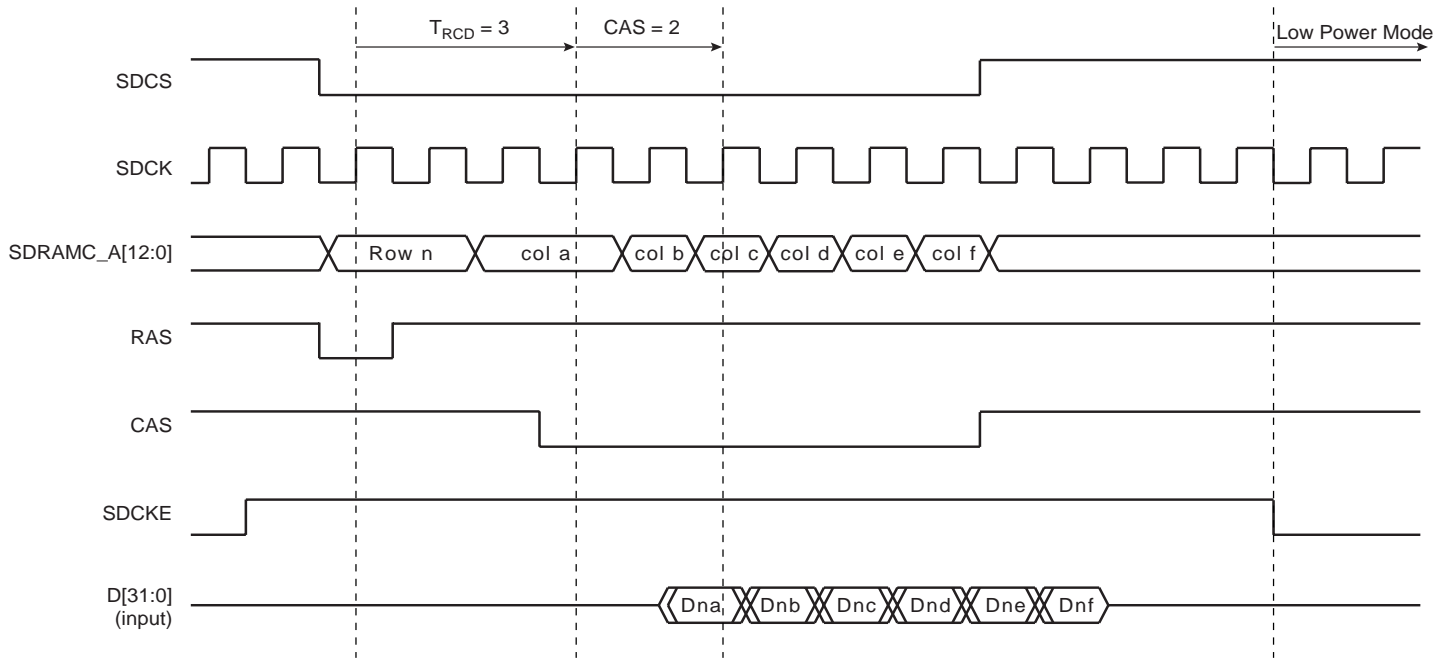 T_RCD = 3
CAS = 2
Low Power Mode
SDCS
SDCK
SDRAMC_A[12:0]
Row n
col a
col b
col c
col d
col e
col f
RAS
CAS
SDCKE
D[31:0]
(input)
Dna
Dnb
Dnc
Dnd
Dne
Dnf